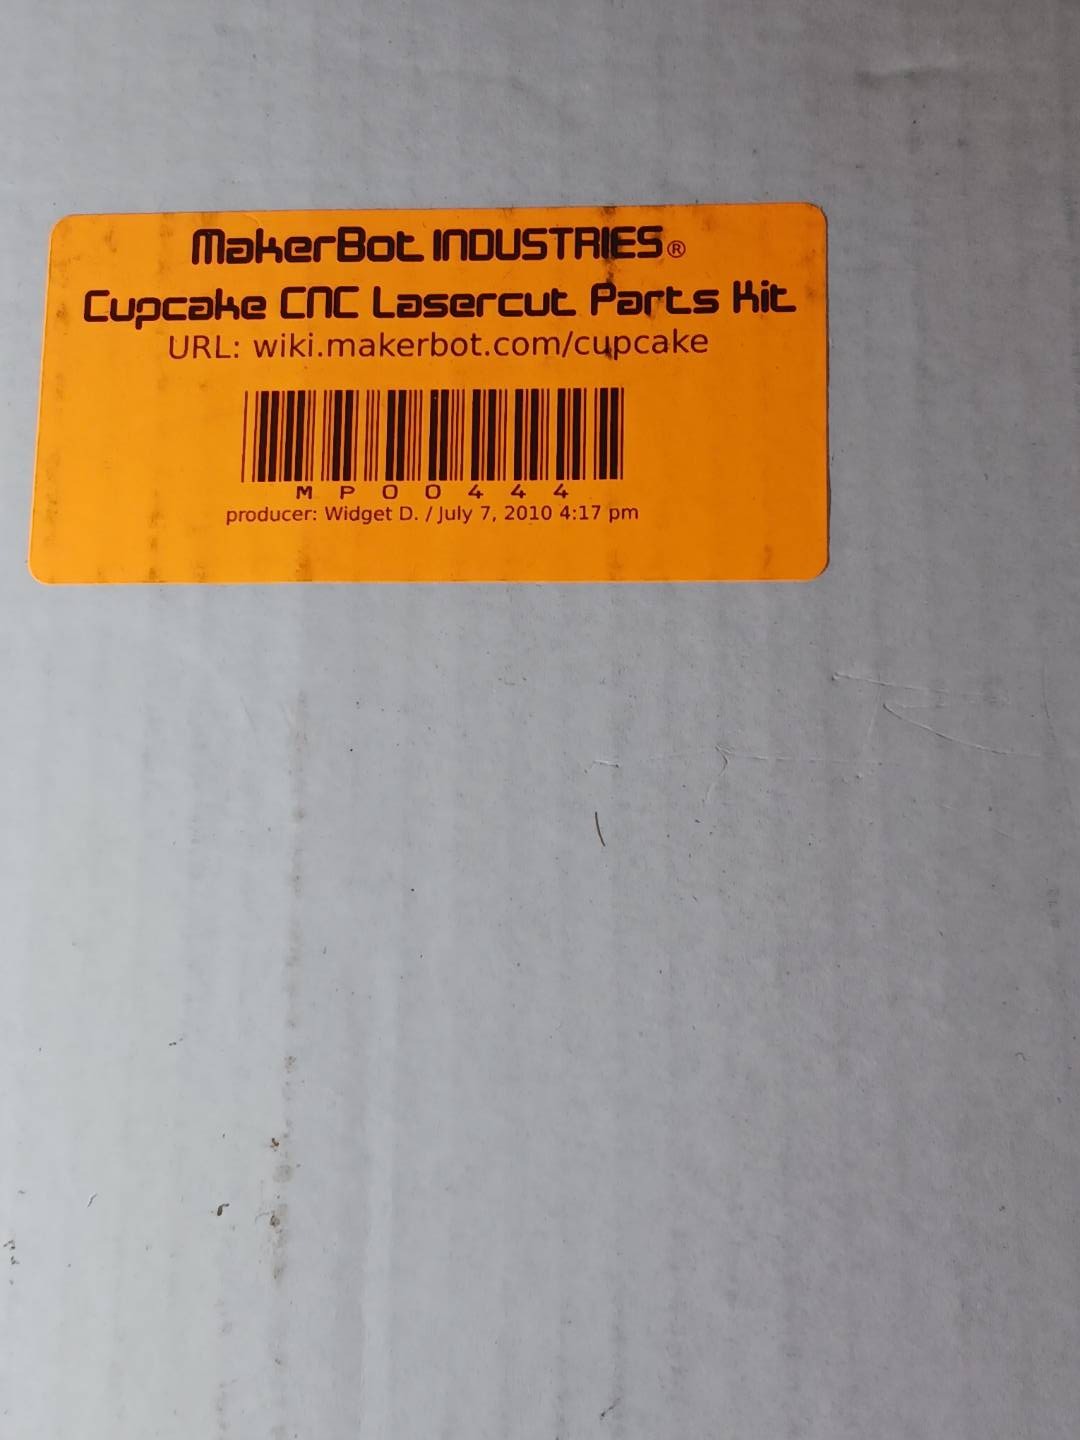 MakerBot INDUSTRIES®
Cupcake CNC Lasercut Parts Kit
URL: wiki.makerbot.com/cupcake
MP00444
producer: Widget D. / July 7, 2010 4:17 pm